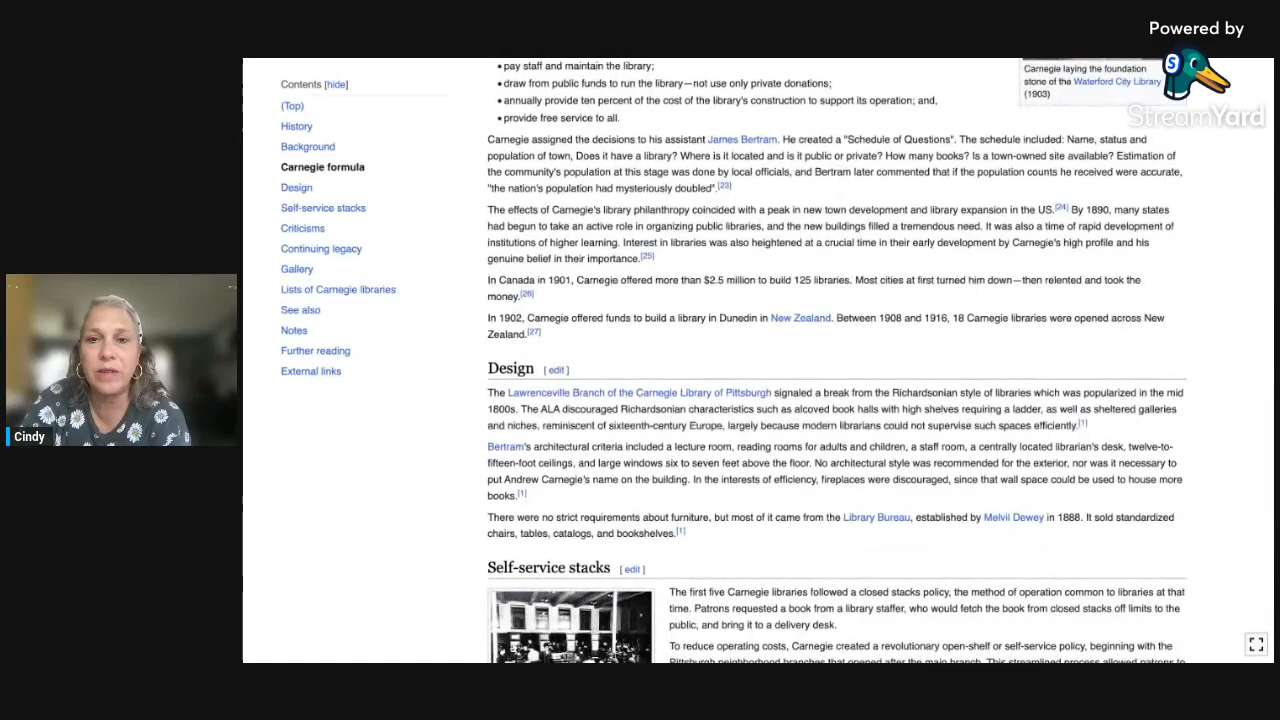 Powered by
StreamYard
S
Cindy
Contents [hide]
(Top)
History
Background
Carnegie formula
Design
Self-service stacks
Criticisms
Continuing legacy
Gallery
Lists of Carnegie libraries
See also
Notes
Further reading
External links
• pay staff and maintain the library;
• draw from public funds to run the library—not use only private donations;
• annually provide ten percent of the cost of the library's construction to support its operation; and,
• provide free service to all.
Carnegie laying the foundation
stone of the Waterford City Library
(1903)
Carnegie assigned the decisions to his assistant James Bertram. He created a "Schedule of Questions". The schedule included: Name, status and
population of town, Does it have a library? Where is it located and is it public or private? How many books? Is a town-owned site available? Estimation of
the community's population at this stage was done by local officials, and Bertram later commented that if the population counts he received were accurate,
"the nation's population had mysteriously doubled".[23]
The effects of Carnegie's library philanthropy coincided with a peak in new town development and library expansion in the US.[24] By 1890, many states
had begun to take an active role in organizing public libraries, and the new buildings filled a tremendous need. It was also a time of rapid development of
institutions of higher learning. Interest in libraries was also heightened at a crucial time in their early development by Carnegie's high profile and his
genuine belief in their importance.[25]
In Canada in 1901, Carnegie offered more than $2.5 million to build 125 libraries. Most cities at first turned him down—then relented and took the
money.[26]
In 1902, Carnegie offered funds to build a library in Dunedin in New Zealand. Between 1908 and 1916, 18 Carnegie libraries were opened across New
Zealand.[27]
Design [ edit ]
The Lawrenceville Branch of the Carnegie Library of Pittsburgh signaled a break from the Richardsonian style of libraries which was popularized in the mid
1800s. The ALA discouraged Richardsonian characteristics such as alcoved book halls with high shelves requiring a ladder, as well as sheltered galleries
and niches, reminiscent of sixteenth-century Europe, largely because modern librarians could not supervise such spaces efficiently.[1]
Bertram's architectural criteria included a lecture room, reading rooms for adults and children, a staff room, a centrally located librarian's desk, twelve-to-
fifteen-foot ceilings, and large windows six to seven feet above the floor. No architectural style was recommended for the exterior, nor was it necessary to
put Andrew Carnegie's name on the building. In the interests of efficiency, fireplaces were discouraged, since that wall space could be used to house more
books.[1]
There were no strict requirements about furniture, but most of it came from the Library Bureau, established by Melvil Dewey in 1888. It sold standardized
chairs, tables, catalogs, and bookshelves.[1]
Self-service stacks [ edit ]
The first five Carnegie libraries followed a closed stacks policy, the method of operation common to libraries at that
time. Patrons requested a book from a library staffer, who would fetch the book from closed stacks off limits to the
public, and bring it to a delivery desk.
To reduce operating costs, Carnegie created a revolutionary open-shelf or self-service policy, beginning with the
Pittsburgh neighborhood branches that opened after the main branch. This streamlined process allowed patrons to